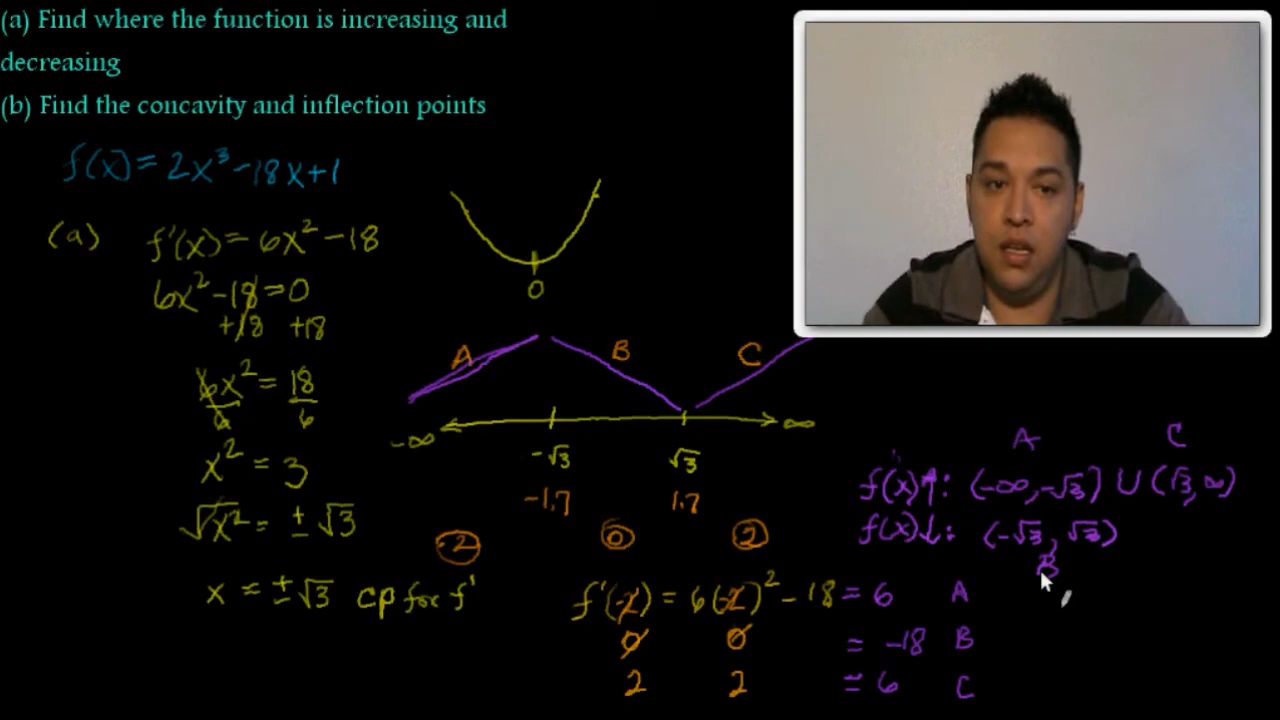 (a) Find where the function is increasing and
decreasing
(b) Find the concavity and inflection points
f(x) = 2x³ - 18x + 1
(a) f'(x) = 6x² - 18
6x² - 18 = 0
+18 +18
6x² = 18
6 6
x² = 3
√x² = ± √3
x = ±√3 cp for f'
0
A B C
-∞ ∞
-√3 √3
-1.7 1.7
-2 0 2
A C
f(x)↑: (-∞, -√3) ∪ (√3, ∞)
f(x)↓: (-√3, √3)
B
f'(-2) = 6(-2)² - 18 = 6 A
0 0 = -18 B
2 2 = 6 C